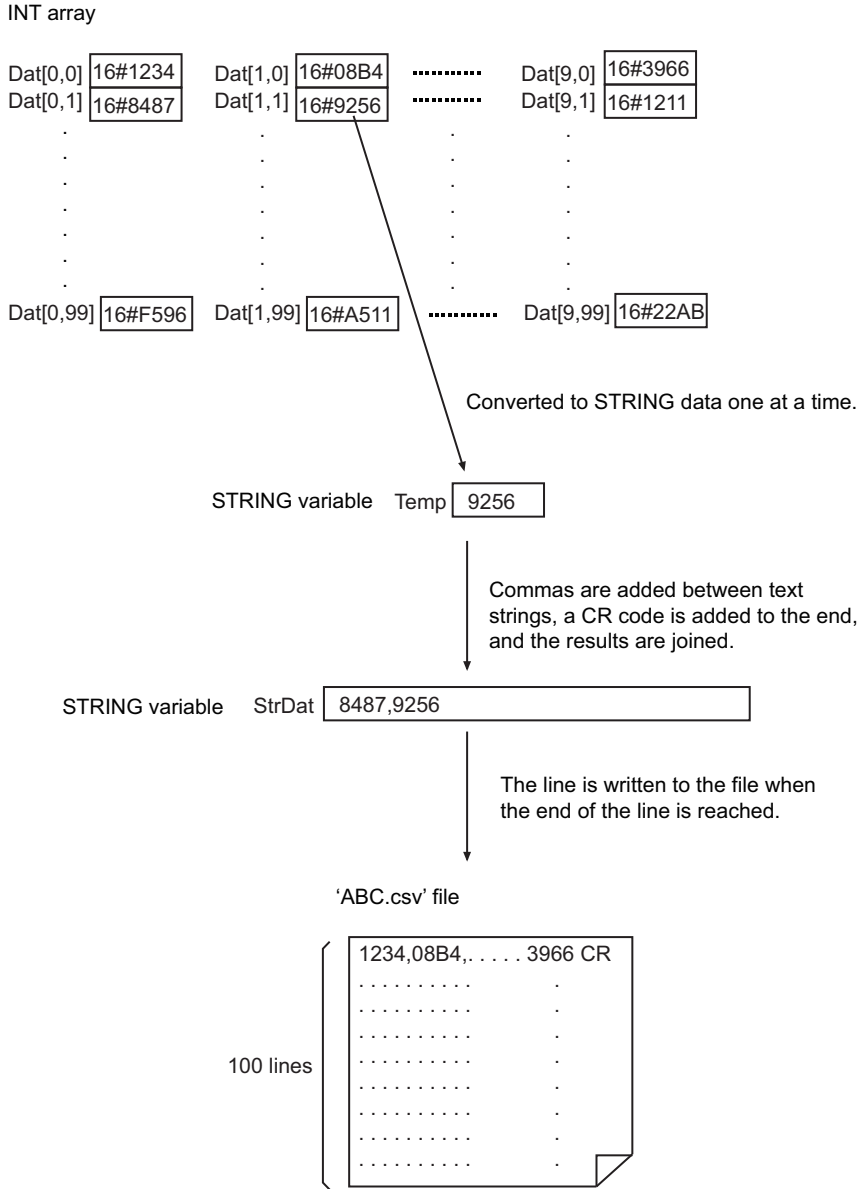 INT array
Dat[0,0] 16#1234 Dat[1,0] 16#08B4 Dat[9,0] 16#3966
Dat[0,1] 16#8487 Dat[1,1] 16#9256 Dat[9,1] 16#1211
Dat[0,99] 16#F596 Dat[1,99] 16#A511 Dat[9,99] 16#22AB
Converted to STRING data one at a time.
STRING variable Temp 9256
Commas are added between text
strings, a CR code is added to the end,
and the results are joined.
STRING variable StrDat 8487,9256
The line is written to the file when
the end of the line is reached.
‘ABC.csv’ file
1234,08B4,. . . . . 3966 CR
100 lines